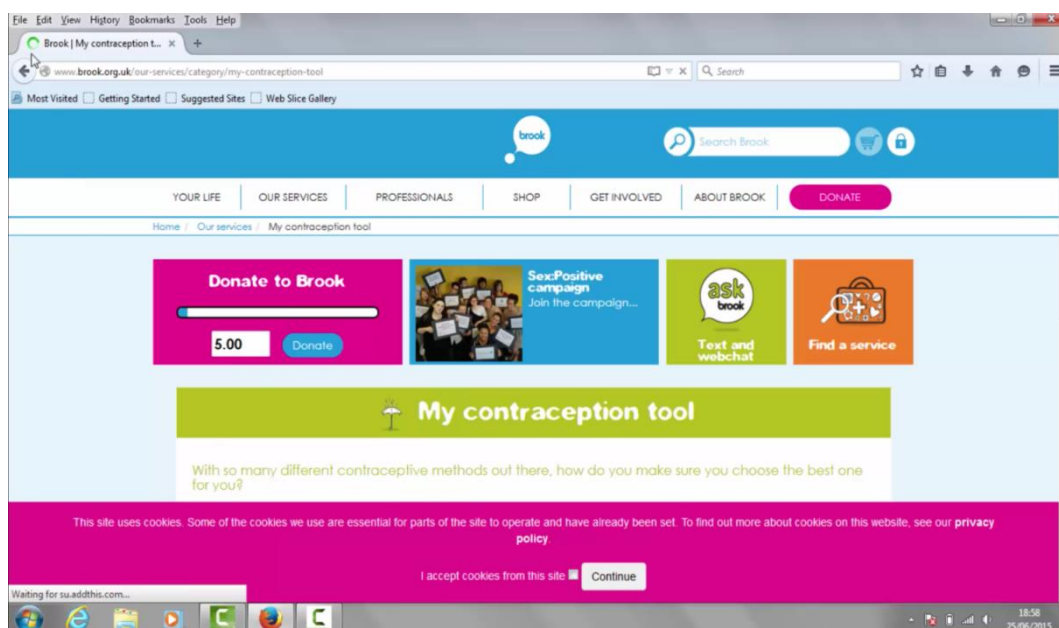 File Edit View History Bookmarks Tools Help
Brook | My contraception t...
www.brook.org.uk/our-services/category/my-contraception-tool
Search
Most Visited Getting Started Suggested Sites Web Slice Gallery
brook
Search Brook
YOUR LIFE OUR SERVICES PROFESSIONALS SHOP GET INVOLVED ABOUT BROOK DONATE
Home / Our services / My contraception tool
Donate to Brook
5.00 Donate
Sex:Positive
campaign
Join the campaign...
ask
brook
Text and
webchat
Find a service
My contraception tool
With so many different contraceptive methods out there, how do you make sure you choose the best one
for you?
This site uses cookies. Some of the cookies we use are essential for parts of the site to operate and have already been set. To find out more about cookies on this website, see our privacy
policy.
I accept cookies from this site Continue
Waiting for su.addthis.com...
18:58
25/06/2015